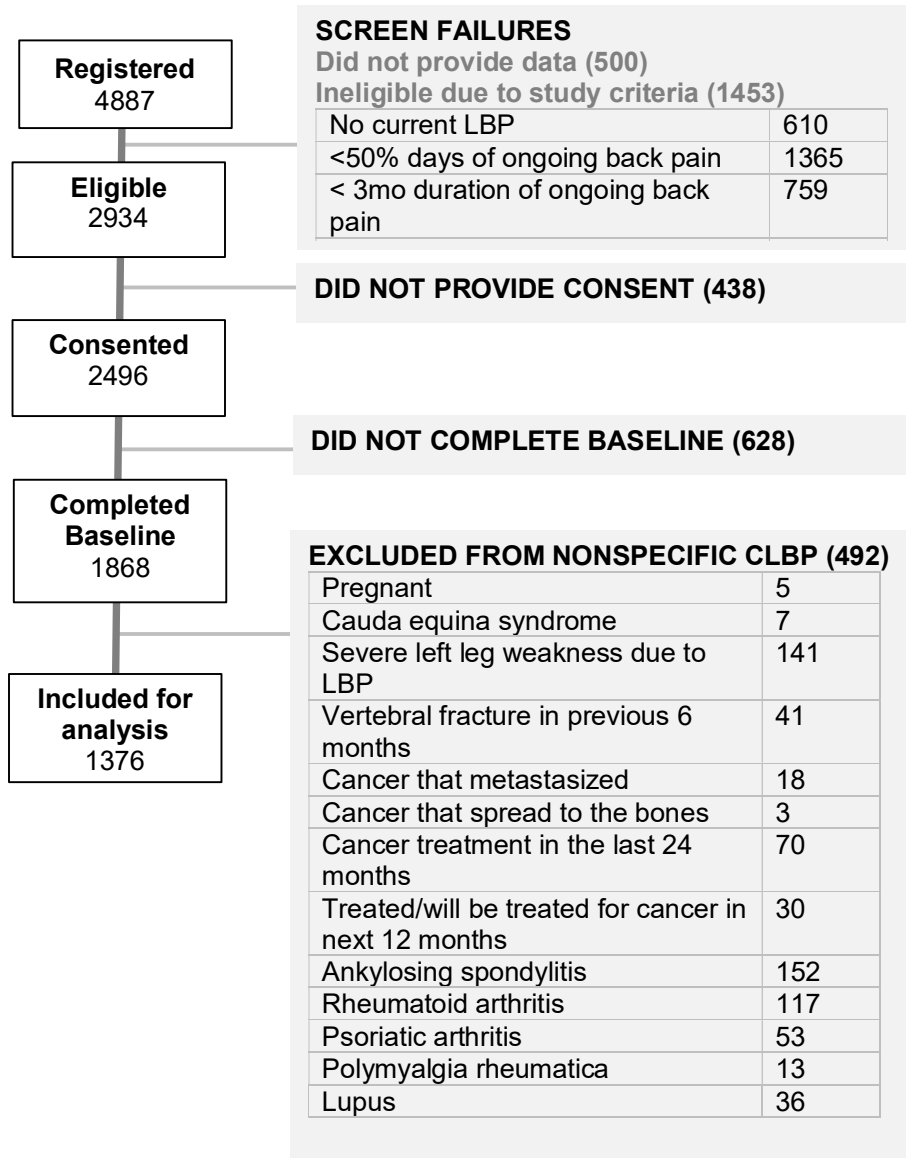 Registered
4887
SCREEN FAILURES
Did not provide data (500)
Ineligible due to study criteria (1453)
No current LBP 610
<50% days of ongoing back pain 1365
< 3mo duration of ongoing back 759
pain
Eligible
2934
DID NOT PROVIDE CONSENT (438)
Consented
2496
DID NOT COMPLETE BASELINE (628)
Completed
Baseline
1868
EXCLUDED FROM NONSPECIFIC CLBP (492)
Pregnant 5
Cauda equina syndrome 7
Severe left leg weakness due to 141
LBP
Vertebral fracture in previous 6 41
months
Cancer that metastasized 18
Cancer that spread to the bones 3
Cancer treatment in the last 24 70
months
Treated/will be treated for cancer in 30
next 12 months
Ankylosing spondylitis 152
Rheumatoid arthritis 117
Psoriatic arthritis 53
Polymyalgia rheumatica 13
Lupus 36
Included for
analysis
1376